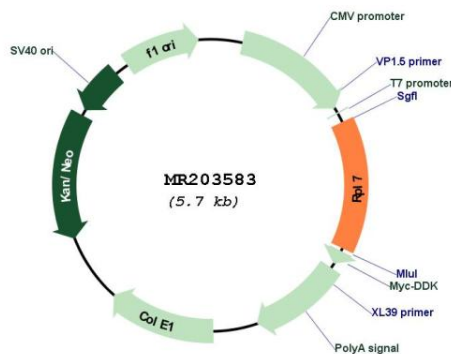 CMV promoter
VP1.5 primer
T7 promoter
SgfI
Rpl 7
MluI
Myc-DDK
XL39 primer
PolyA signal
Col E1
Kan/Neo
SV40 ori
f1 ori
MR203583
(5.7 kb)